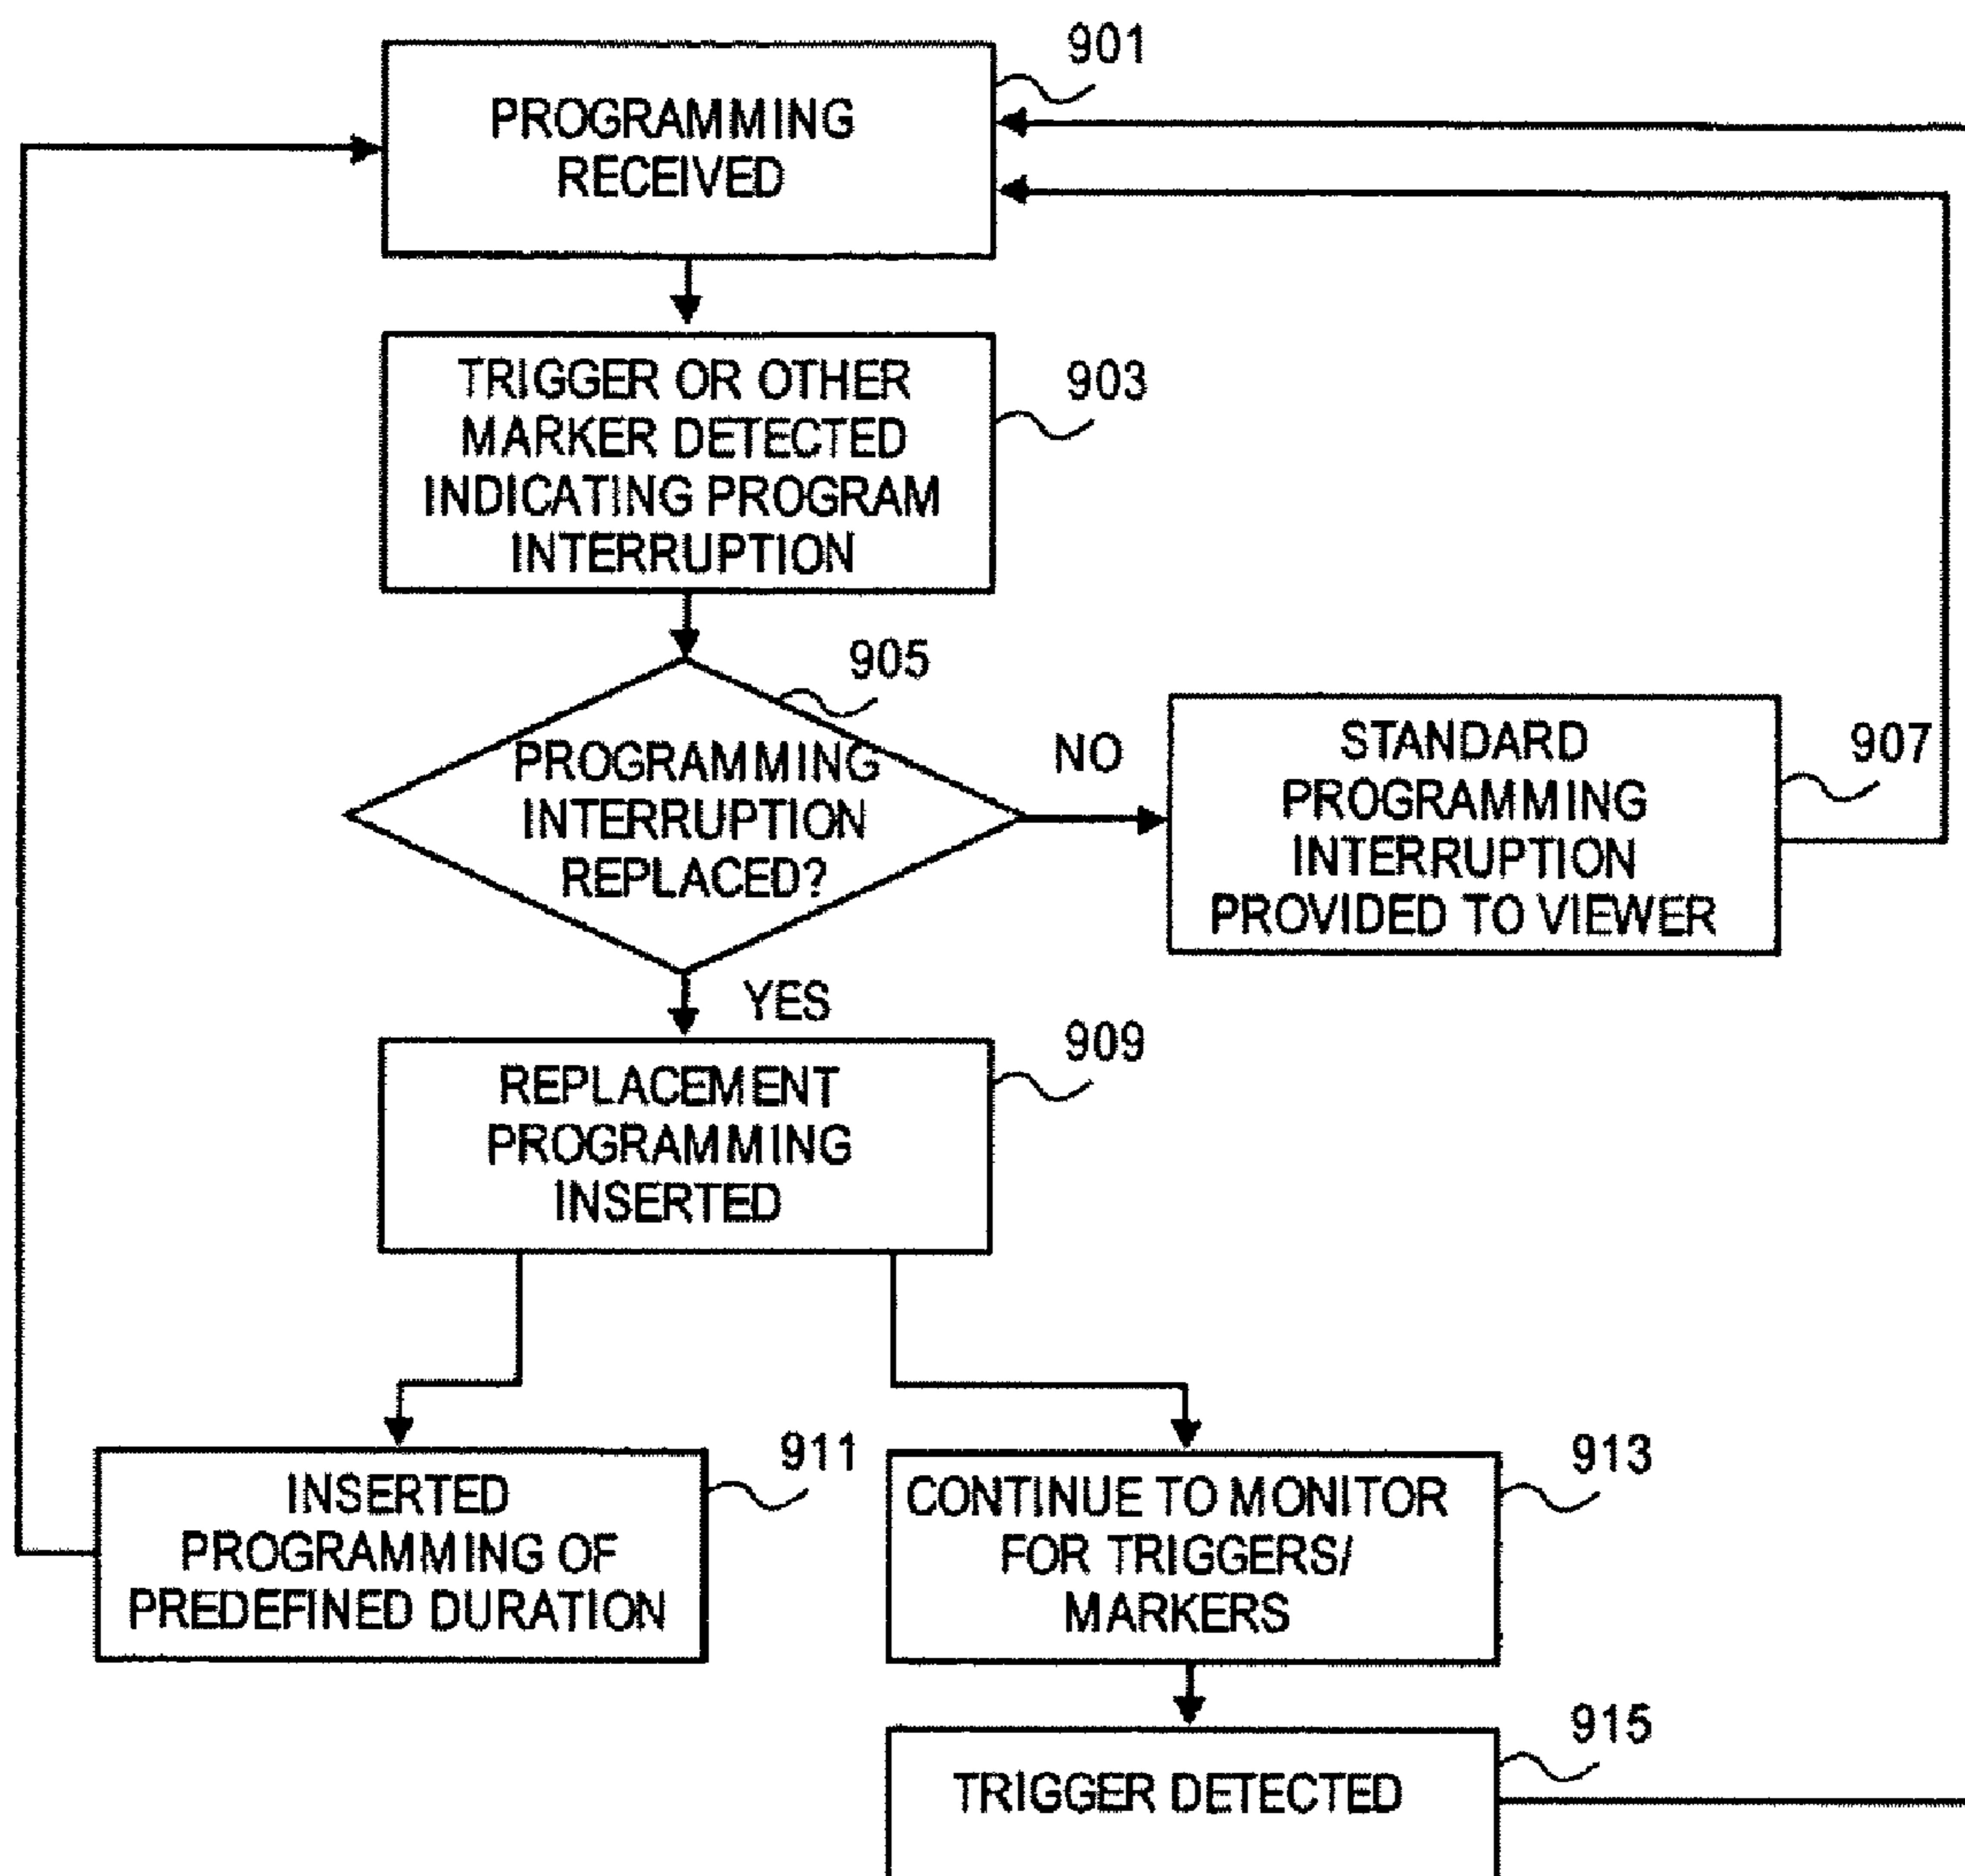 901
PROGRAMMING
RECEIVED
903
TRIGGER OR OTHER
MARKER DETECTED
INDICATING PROGRAM
INTERRUPTION
905
PROGRAMMING
INTERRUPTION
REPLACED?
NO
907
STANDARD
PROGRAMMING
INTERRUPTION
PROVIDED TO VIEWER
YES
909
REPLACEMENT
PROGRAMMING
INSERTED
911
INSERTED
PROGRAMMING OF
PREDEFINED DURATION
913
CONTINUE TO MONITOR
FOR TRIGGERS/
MARKERS
915
TRIGGER DETECTED